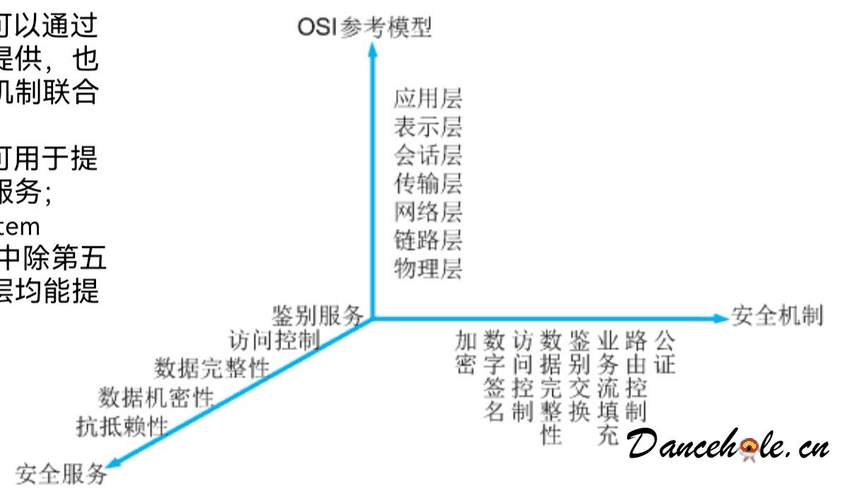 可以通过
提供，也
机制联合
可用于提
服务；
tem
中除第五
层均能提
OSI参考模型
应用层
表示层
会话层
传输层
网络层
链路层
物理层
鉴别服务
访问控制
数据完整性
数据机密性
抗抵赖性
安全服务
安全机制
加密
数字签名
访问控制
数据完整性
鉴别交换
业务流填充
路由控制
公证
Dancehole.cn